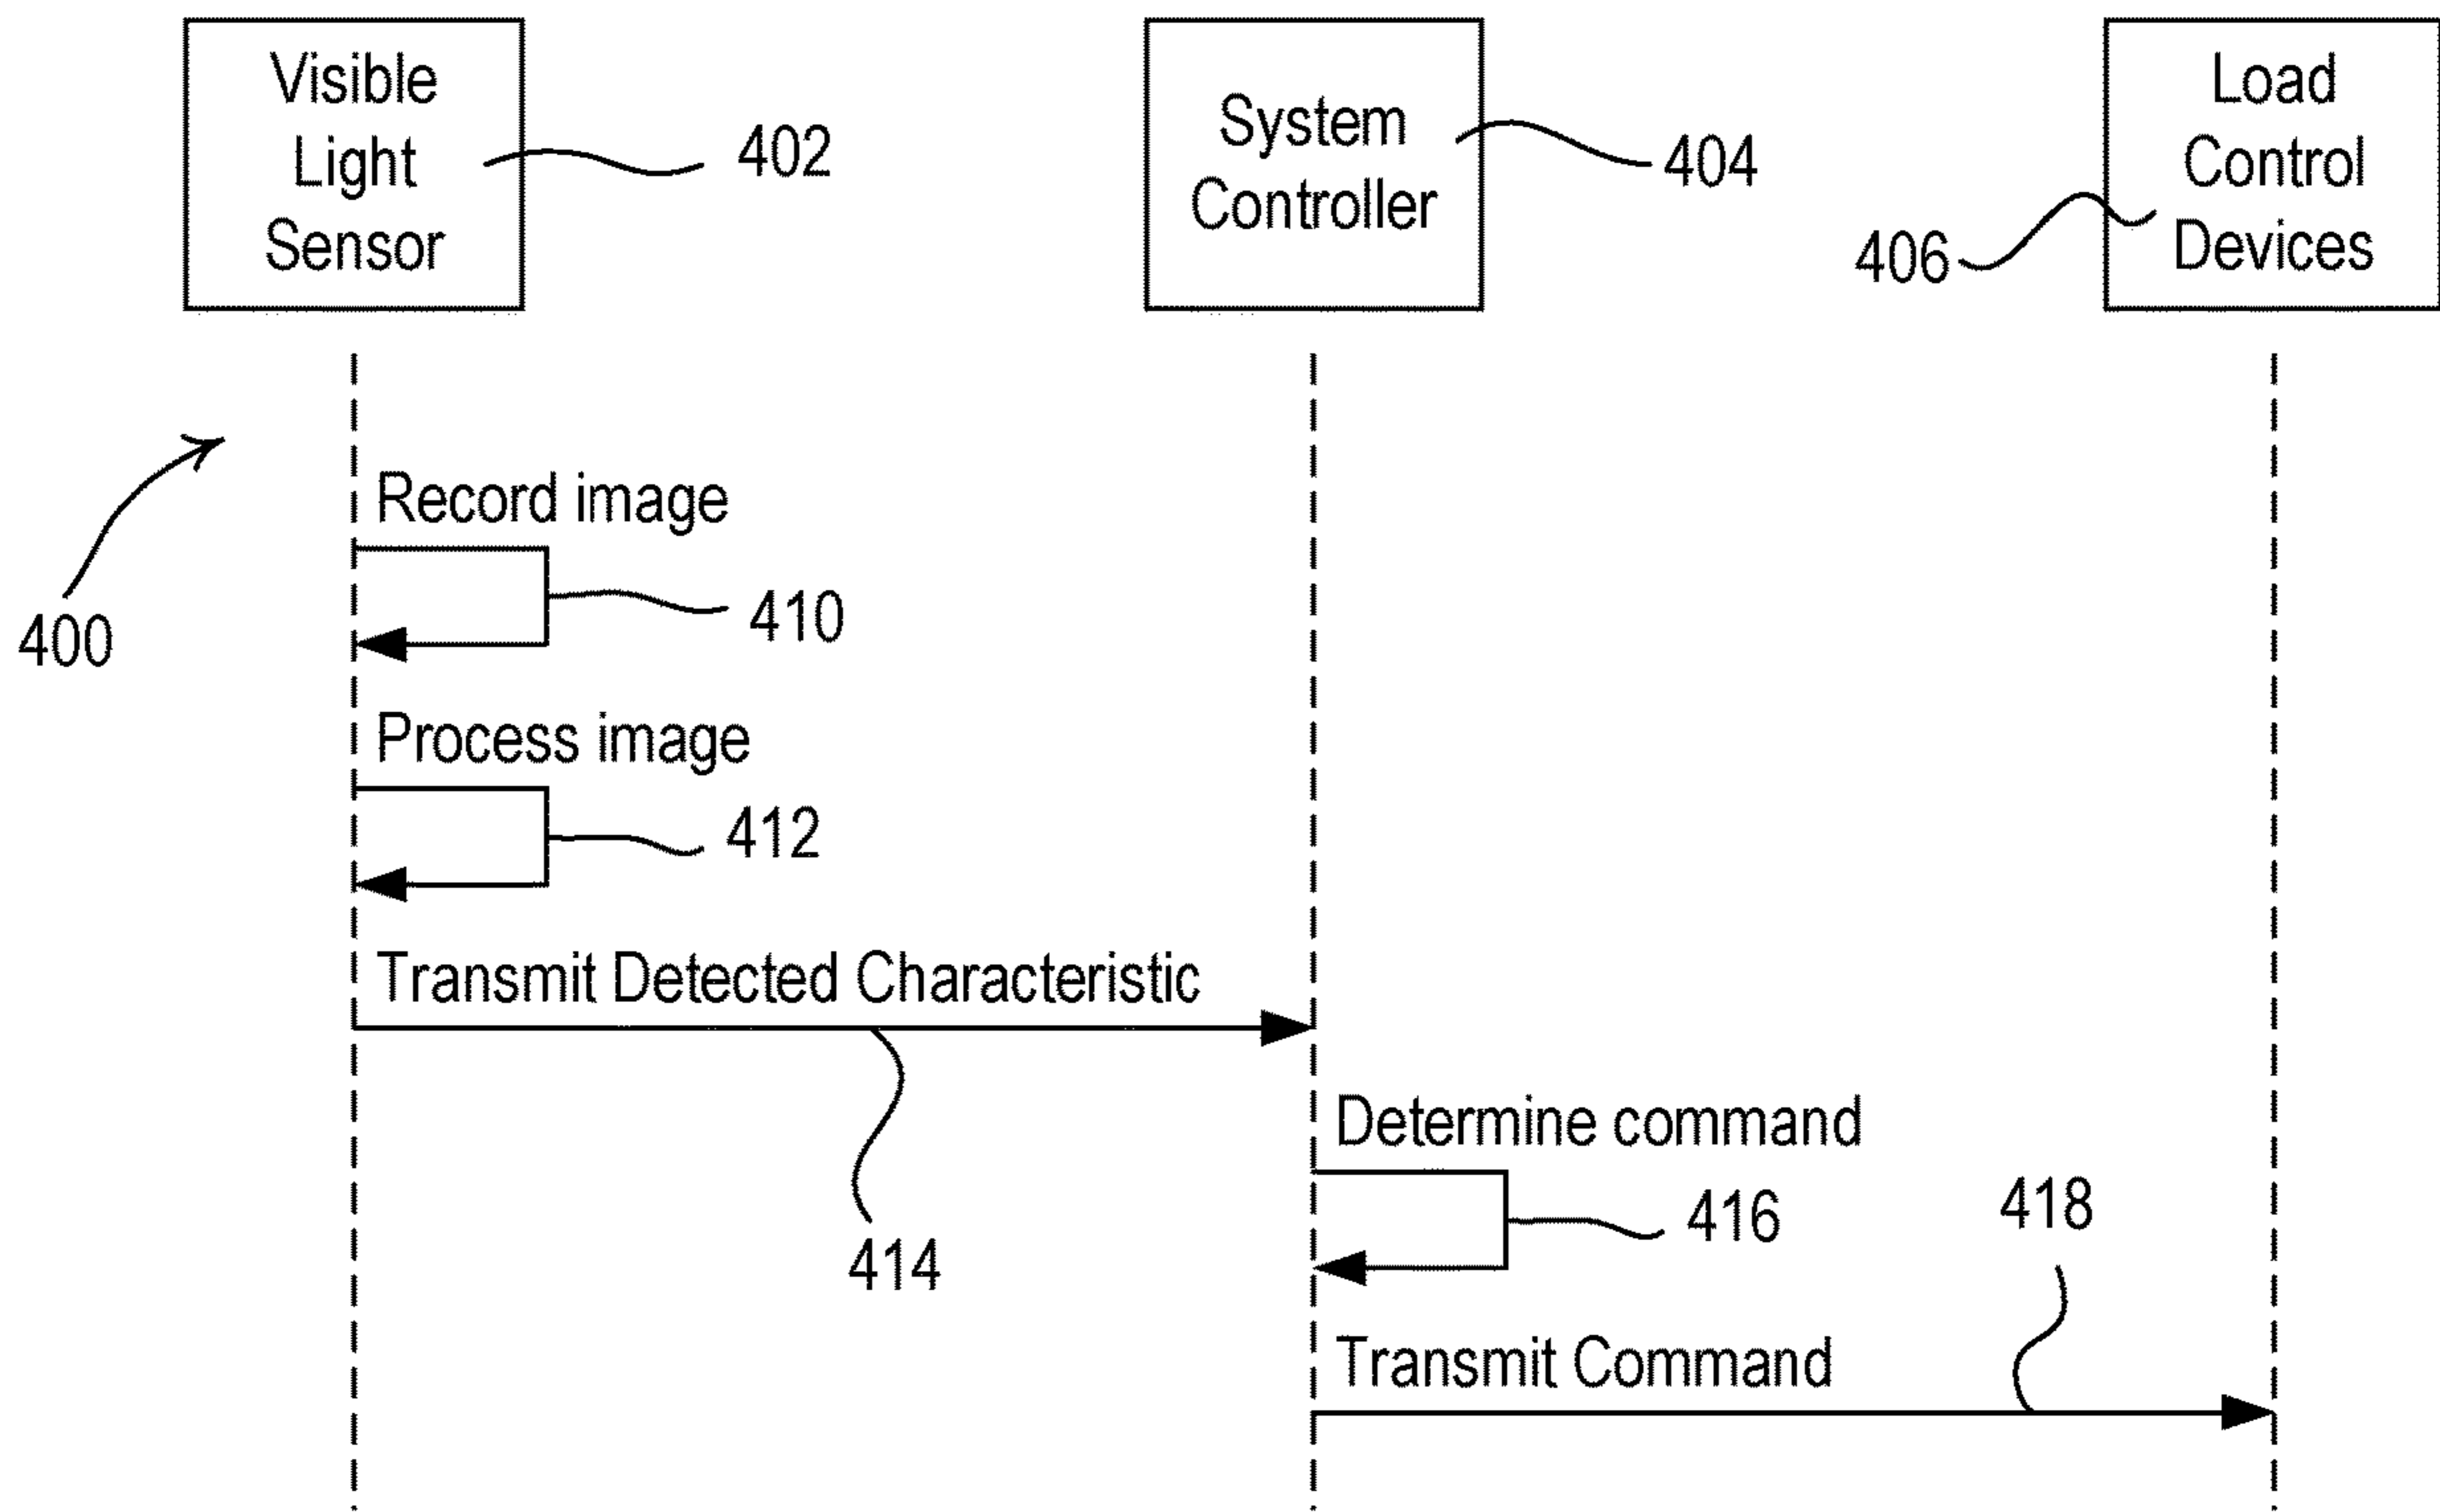 Visible
Light
Sensor
402
System
Controller
404
Load
Control
Devices
406
400
Record image
410
Process image
412
Transmit Detected Characteristic
414
Determine command
416
418
Transmit Command